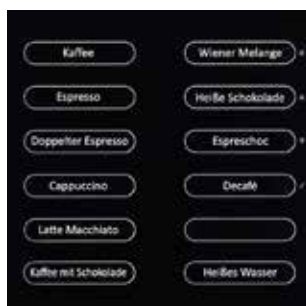 Kaffee
Espresso
Doppelter Espresso
Cappuccino
Latte Macchiato
Kaffee mit Schokolade
Wiener Melange
Heiße Schokolade
Espreschoc
Decafé
Heißes Wasser